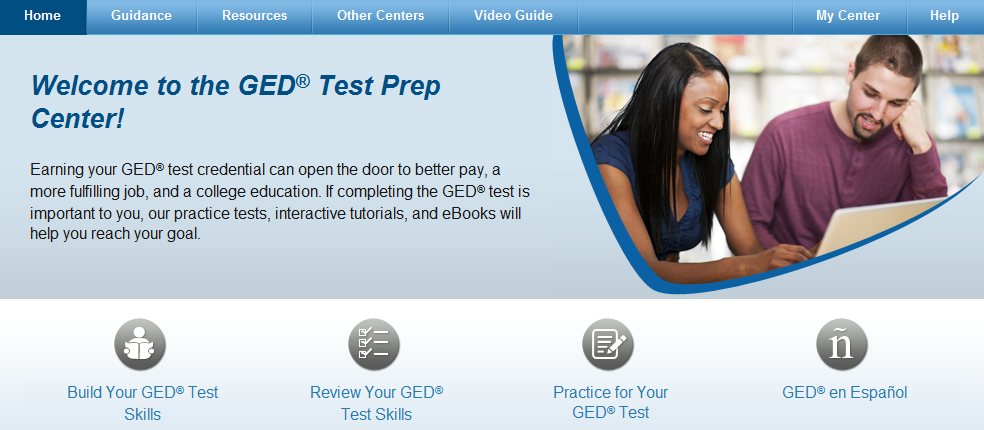 Home Guidance Resources Other Centers Video Guide My Center Help
Welcome to the GED® Test Prep
Center!
Earning your GED® test credential can open the door to better pay, a
more fulfilling job, and a college education. If completing the GED® test is
important to you, our practice tests, interactive tutorials, and eBooks will
help you reach your goal.
ñ
Build Your GED® Test
Skills
Review Your GED®
Test Skills
Practice for Your
GED® Test
GED® en Español